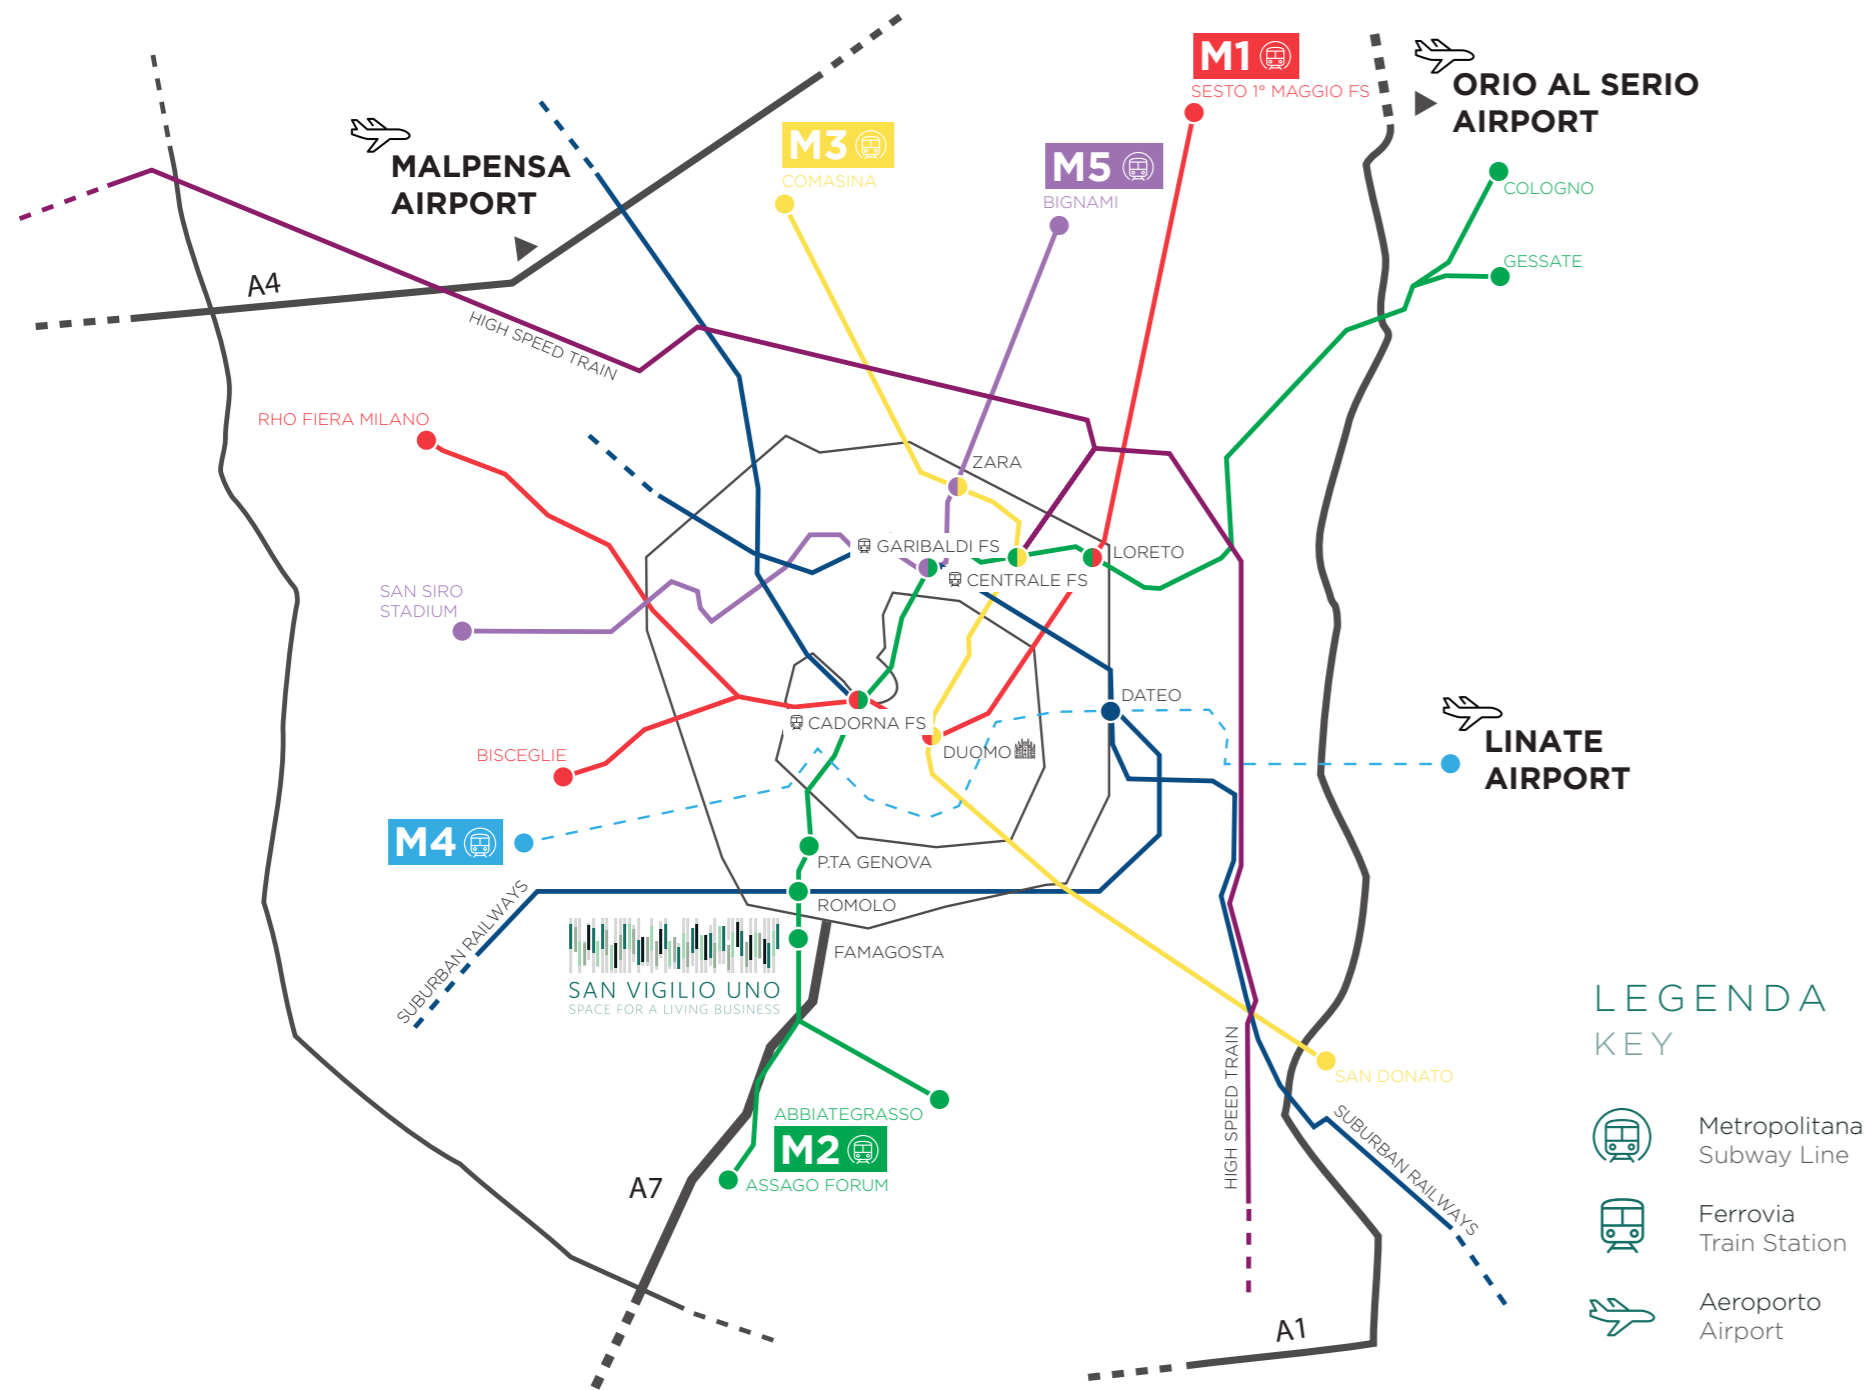 M1
SESTO 1° MAGGIO FS
ORIO AL SERIO
AIRPORT
M3
COMASINA
MALPENSA
AIRPORT
M5
BIGNAMI
COLOGNO
GESSATE
A4
HIGH SPEED TRAIN
RHO FIERA MILANO
ZARA
GARIBALDI FS
LORETO
CENTRALE FS
SAN SIRO
STADIUM
DATEO
CADORNA FS
DUOMO
BISCEGLIE
LINATE
AIRPORT
M4
P.TA GENOVA
ROMOLO
SUBURBAN RAILWAYS
FAMAGOSTA
SAN VIGILIO UNO
SPACE FOR A LIVING BUSINESS
LEGENDA
KEY
HIGH SPEED TRAIN
SAN DONATO
ABBIATEGRASSO
M2
ASSAGO FORUM
A7
SUBURBAN RAILWAYS
Metropolitana
Subway Line
Ferrovia
Train Station
Aeroporto
Airport
A1